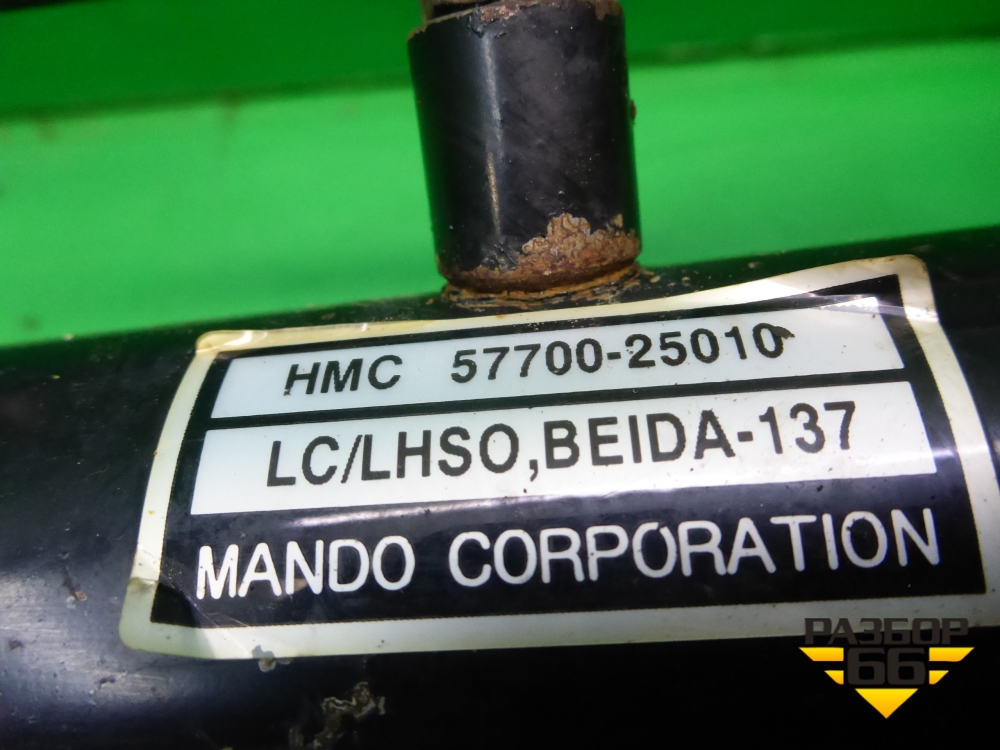 HMC 57700-25010
LC/LHSO,BEIDA-137
MANDO CORPORATION
РАЗБОР
66